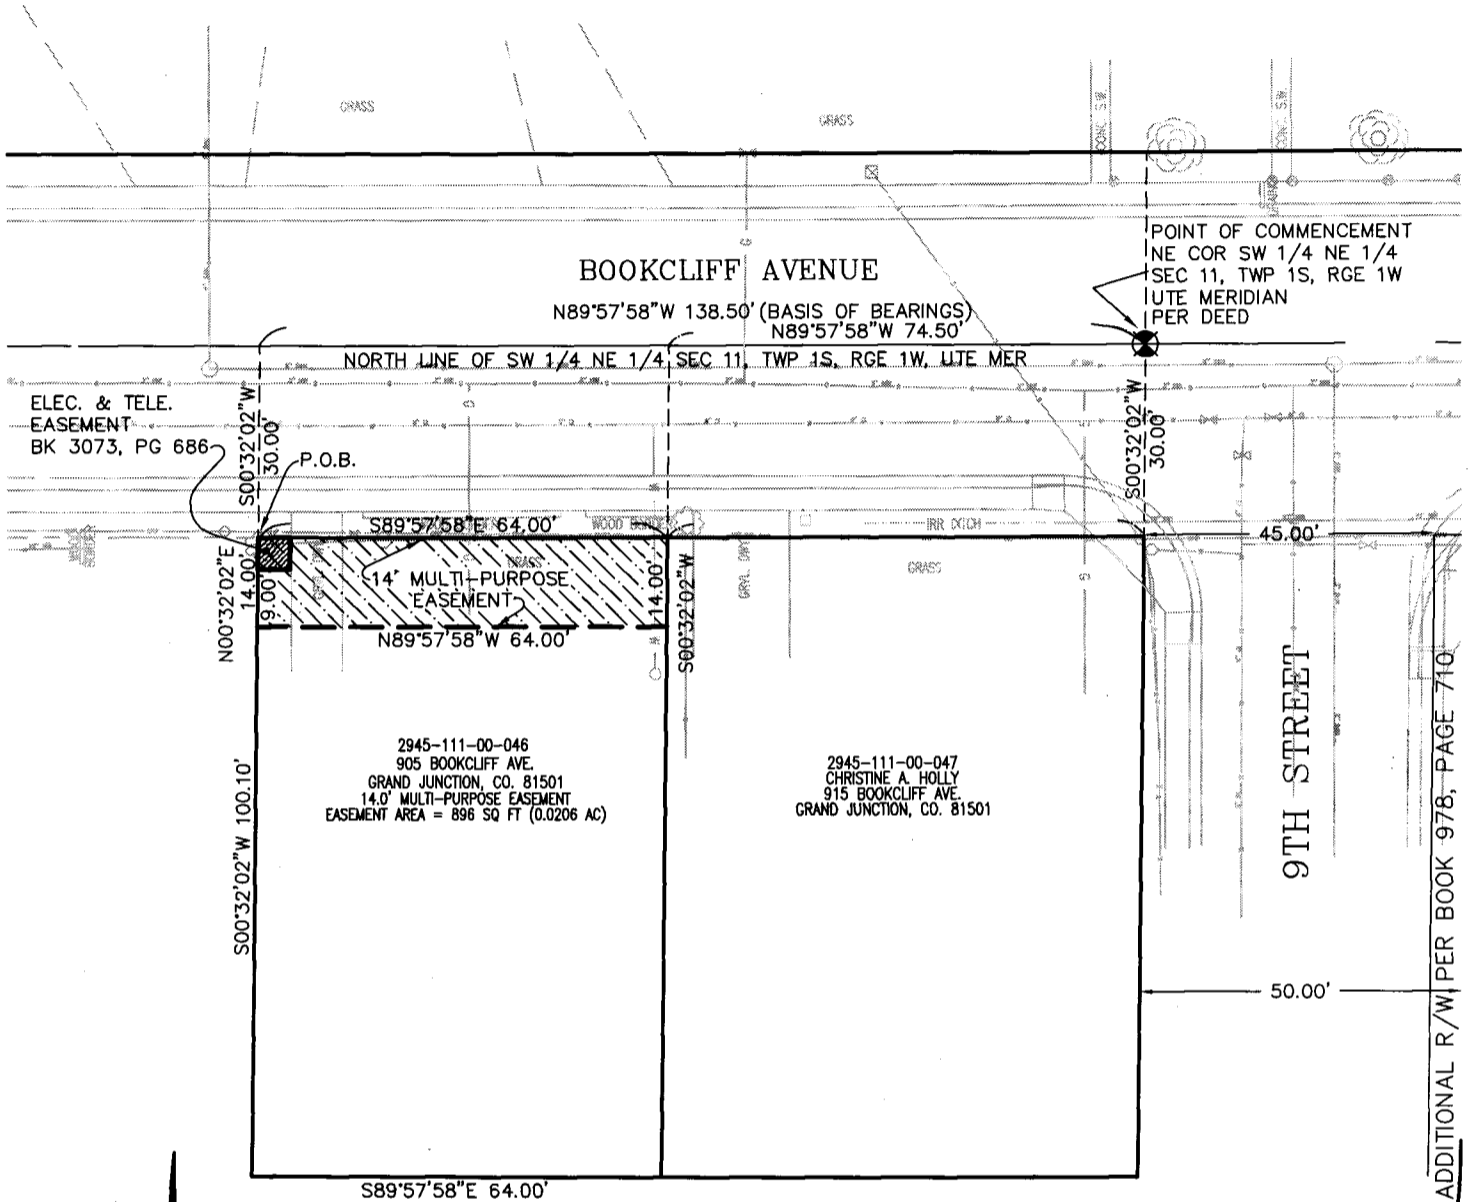 GRASS
GRASS
CONC. S.W.
CONC. S.W.
POINT OF COMMENCEMENT
NE COR SW 1/4 NE 1/4
SEC 11, TWP 1S, RGE 1W
UTE MERIDIAN
PER DEED
BOOKCLIFF AVENUE
N89°57'58"W 138.50' (BASIS OF BEARINGS)
N89°57'58"W 74.50'
NORTH LINE OF SW 1/4 NE 1/4 SEC 11, TWP 1S, RGE 1W, UTE MER
ELEC. & TELE.
EASEMENT
BK 3073, PG 686
S00°32'02"W
30.00'
P.O.B.
S00°32'02"W
30.00'
S89°57'58"E 64.00'
IRR DITCH
45.00'
GRASS
GRASS
GRVL DWY
N00°32'02"E
14.00'
9.00'
14' MULTI-PURPOSE
EASEMENT
14.00'
S00°32'02"W
N89°57'58"W 64.00'
2945-111-00-046
905 BOOKCLIFF AVE.
GRAND JUNCTION, CO. 81501
14.0' MULTI-PURPOSE EASEMENT
EASEMENT AREA = 896 SQ FT (0.0206 AC)
2945-111-00-047
CHRISTINE A. HOLLY
915 BOOKCLIFF AVE.
GRAND JUNCTION, CO. 81501
S00°32'02"W 100.10'
9TH STREET
50.00'
ADDITIONAL R/W PER BOOK 978, PAGE 710
S89°57'58"E 64.00'